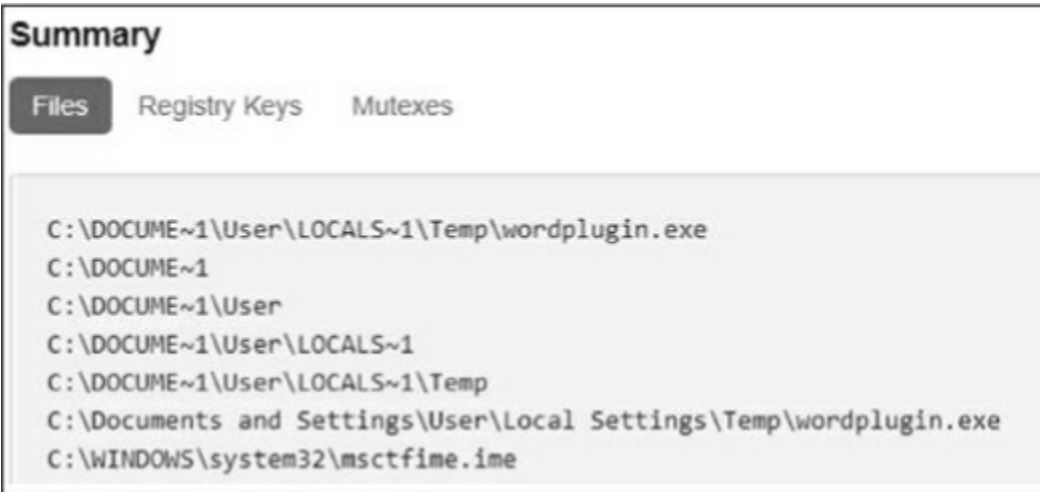 Summary
Files Registry Keys Mutexes
C:\DOCUME~1\User\LOCALS~1\Temp\wordplugin.exe
C:\DOCUME~1
C:\DOCUME~1\User
C:\DOCUME~1\User\LOCALS~1
C:\DOCUME~1\User\LOCALS~1\Temp
C:\Documents and Settings\User\Local Settings\Temp\wordplugin.exe
C:\WINDOWS\system32\msctfime.ime